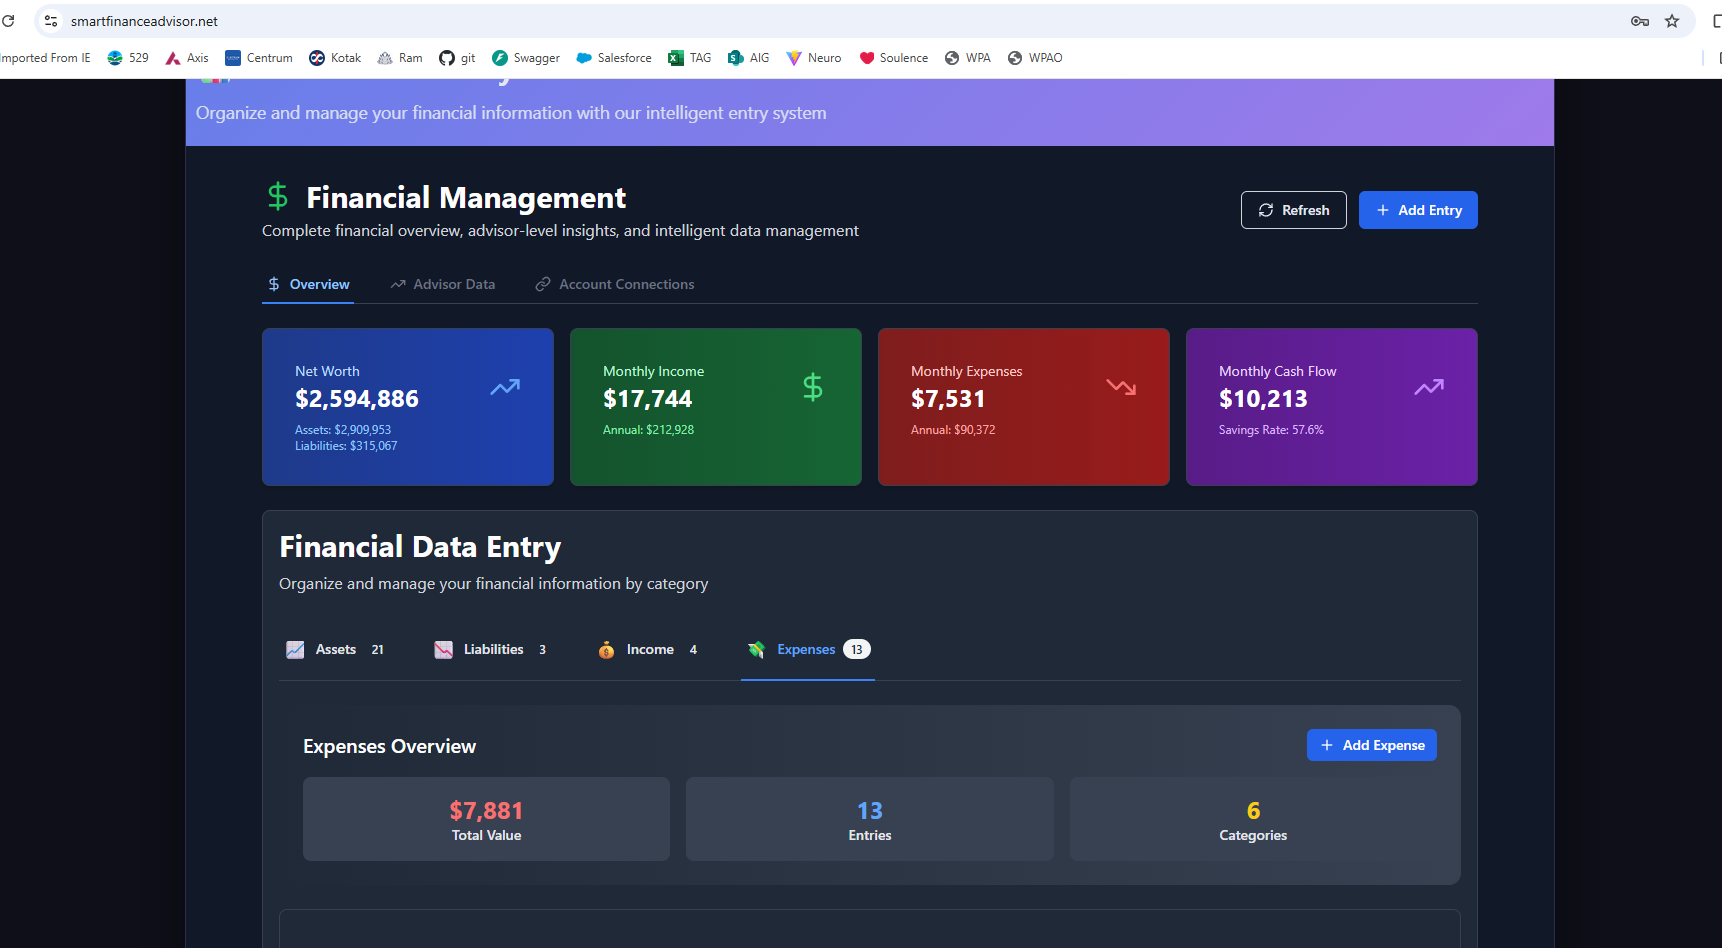 smartfinanceadvisor.net
Imported From IE 529 Axis Centrum Kotak Ram git Swagger Salesforce TAG AIG Neuro Soulence WPA WPAO
Organize and manage your financial information with our intelligent entry system
Financial Management
Complete financial overview, advisor-level insights, and intelligent data management
Refresh
+ Add Entry
Overview
Advisor Data
Account Connections
Net Worth
$2,594,886
Assets: $2,909,953
Liabilities: $315,067
Monthly Income
$17,744
Annual: $212,928
Monthly Expenses
$7,531
Annual: $90,372
Monthly Cash Flow
$10,213
Savings Rate: 57.6%
Financial Data Entry
Organize and manage your financial information by category
Assets 21
Liabilities 3
Income 4
Expenses 13
Expenses Overview
+ Add Expense
$7,881
Total Value
13
Entries
6
Categories